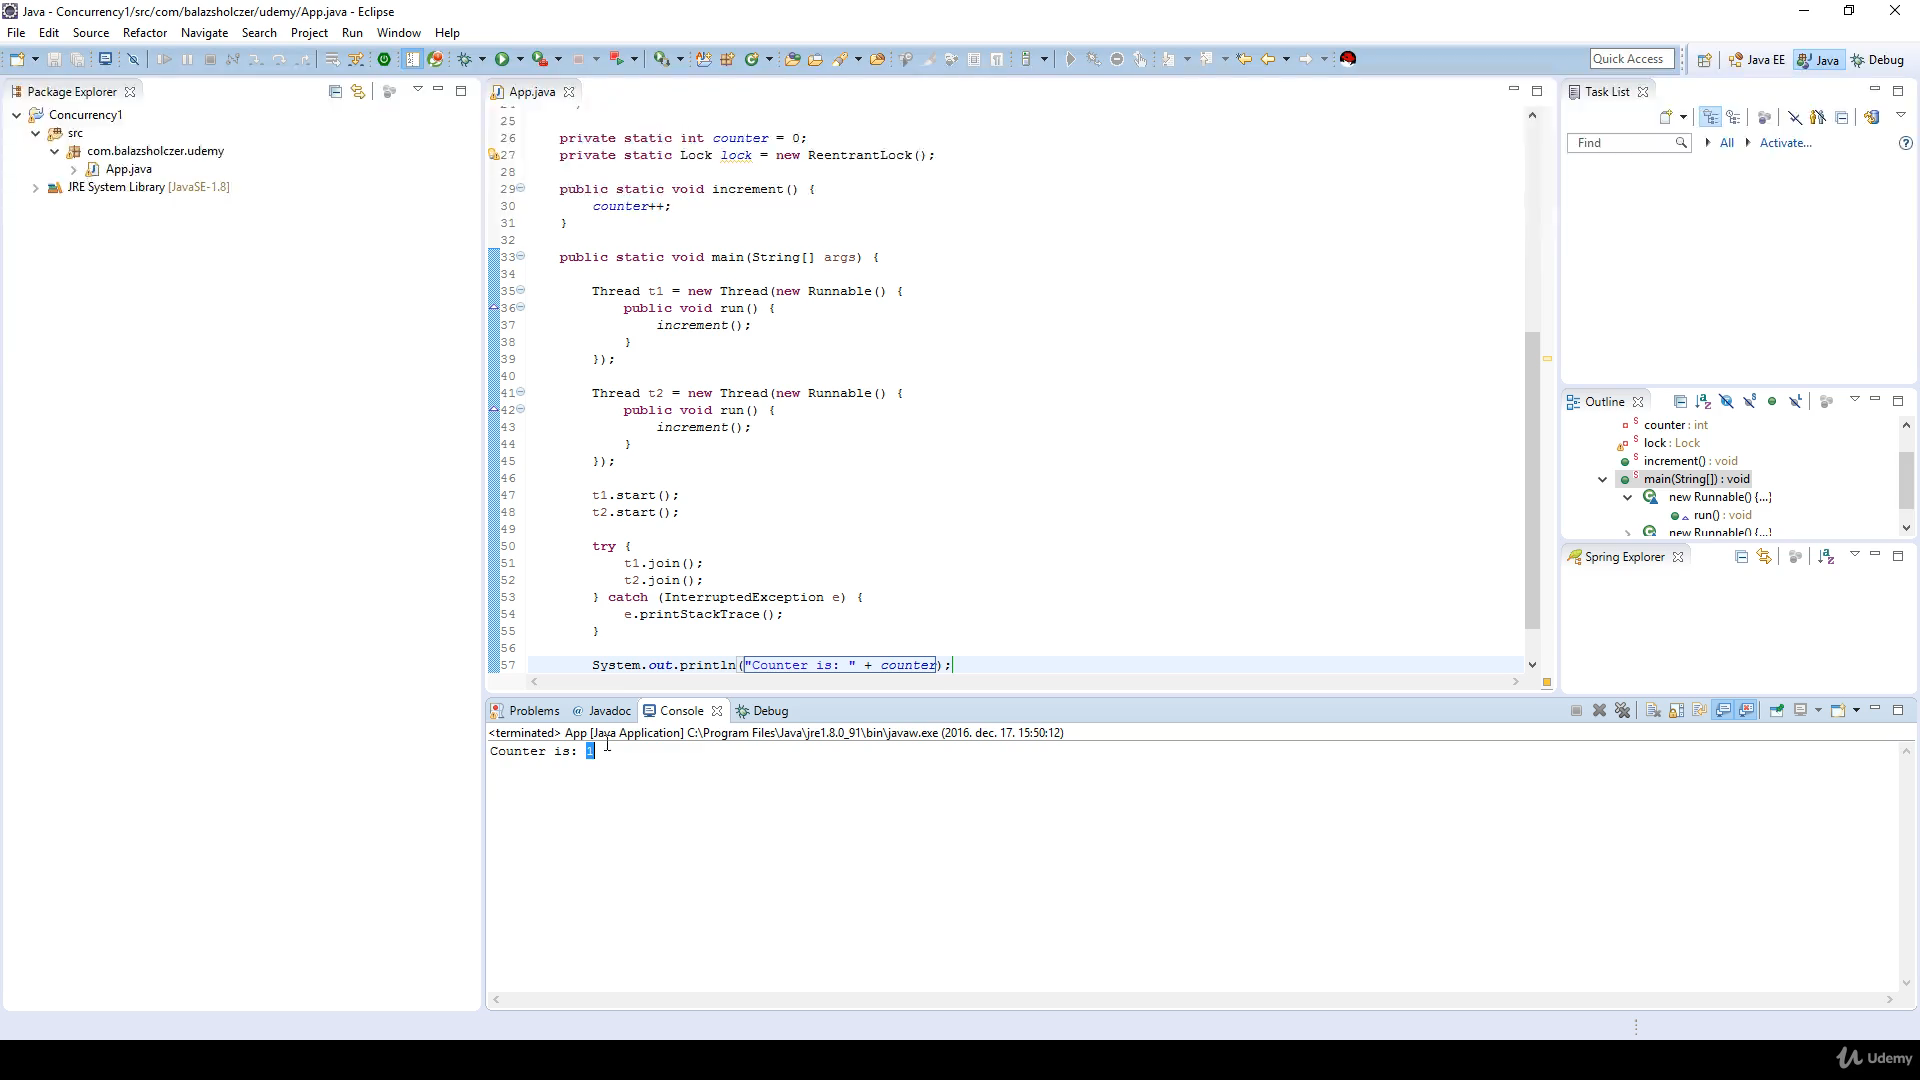 Java - Concurrency1/src/com/balazsholczer/udemy/App.java - Eclipse
File Edit Source Refactor Navigate Search Project Run Window Help
Quick Access Java EE Java Debug
Package Explorer
Concurrency1
src
com.balazsholczer.udemy
App.java
JRE System Library [JavaSE-1.8]
App.java
25
26 private static int counter = 0;
27 private static Lock lock = new ReentrantLock();
28
29 public static void increment() {
30 counter++;
31 }
32
33 public static void main(String[] args) {
34
35 Thread t1 = new Thread(new Runnable() {
36 public void run() {
37 increment();
38 }
39 });
40
41 Thread t2 = new Thread(new Runnable() {
42 public void run() {
43 increment();
44 }
45 });
46
47 t1.start();
48 t2.start();
49
50 try {
51 t1.join();
52 t2.join();
53 } catch (InterruptedException e) {
54 e.printStackTrace();
55 }
56
57 System.out.println("Counter is: " + counter);
Task List
Find All Activate...
Outline
counter : int
lock : Lock
increment() : void
main(String[]) : void
new Runnable() {...}
run() : void
new Runnable() {...}
Spring Explorer
Problems @ Javadoc Console Debug
<terminated> App [Java Application] C:\Program Files\Java\jre1.8.0_91\bin\javaw.exe (2016. dec. 17. 15:50:12)
Counter is: 1
Udemy